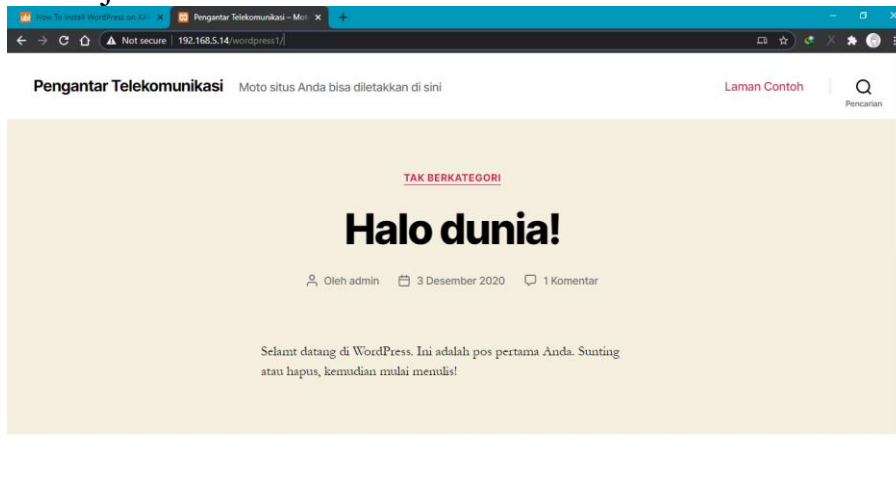 How To Install WordPress on XA
Pengantar Telekomunikasi – Mot
Not secure | 192.168.5.14/wordpress1/
Pengantar Telekomunikasi Moto situs Anda bisa diletakkan di sini Laman Contoh
Pencarian
TAK BERKATEGORI
Halo dunia!
Oleh admin 3 Desember 2020 1 Komentar
Selamt datang di WordPress. Ini adalah pos pertama Anda. Sunting
atau hapus, kemudian mulai menulis!